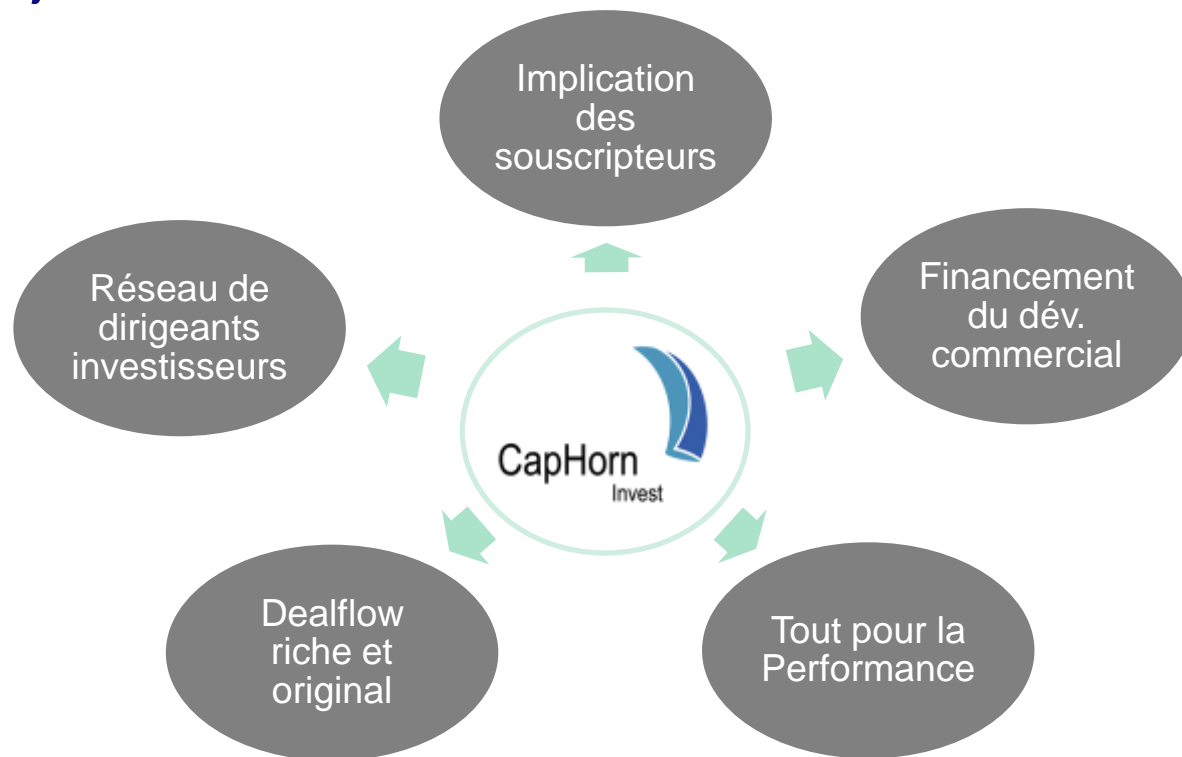 Implication
des
souscripteurs
Réseau de
dirigeants
investisseurs
Financement
du dév.
commercial
CapHorn
Invest
Dealflow
riche et
original
Tout pour la
Performance